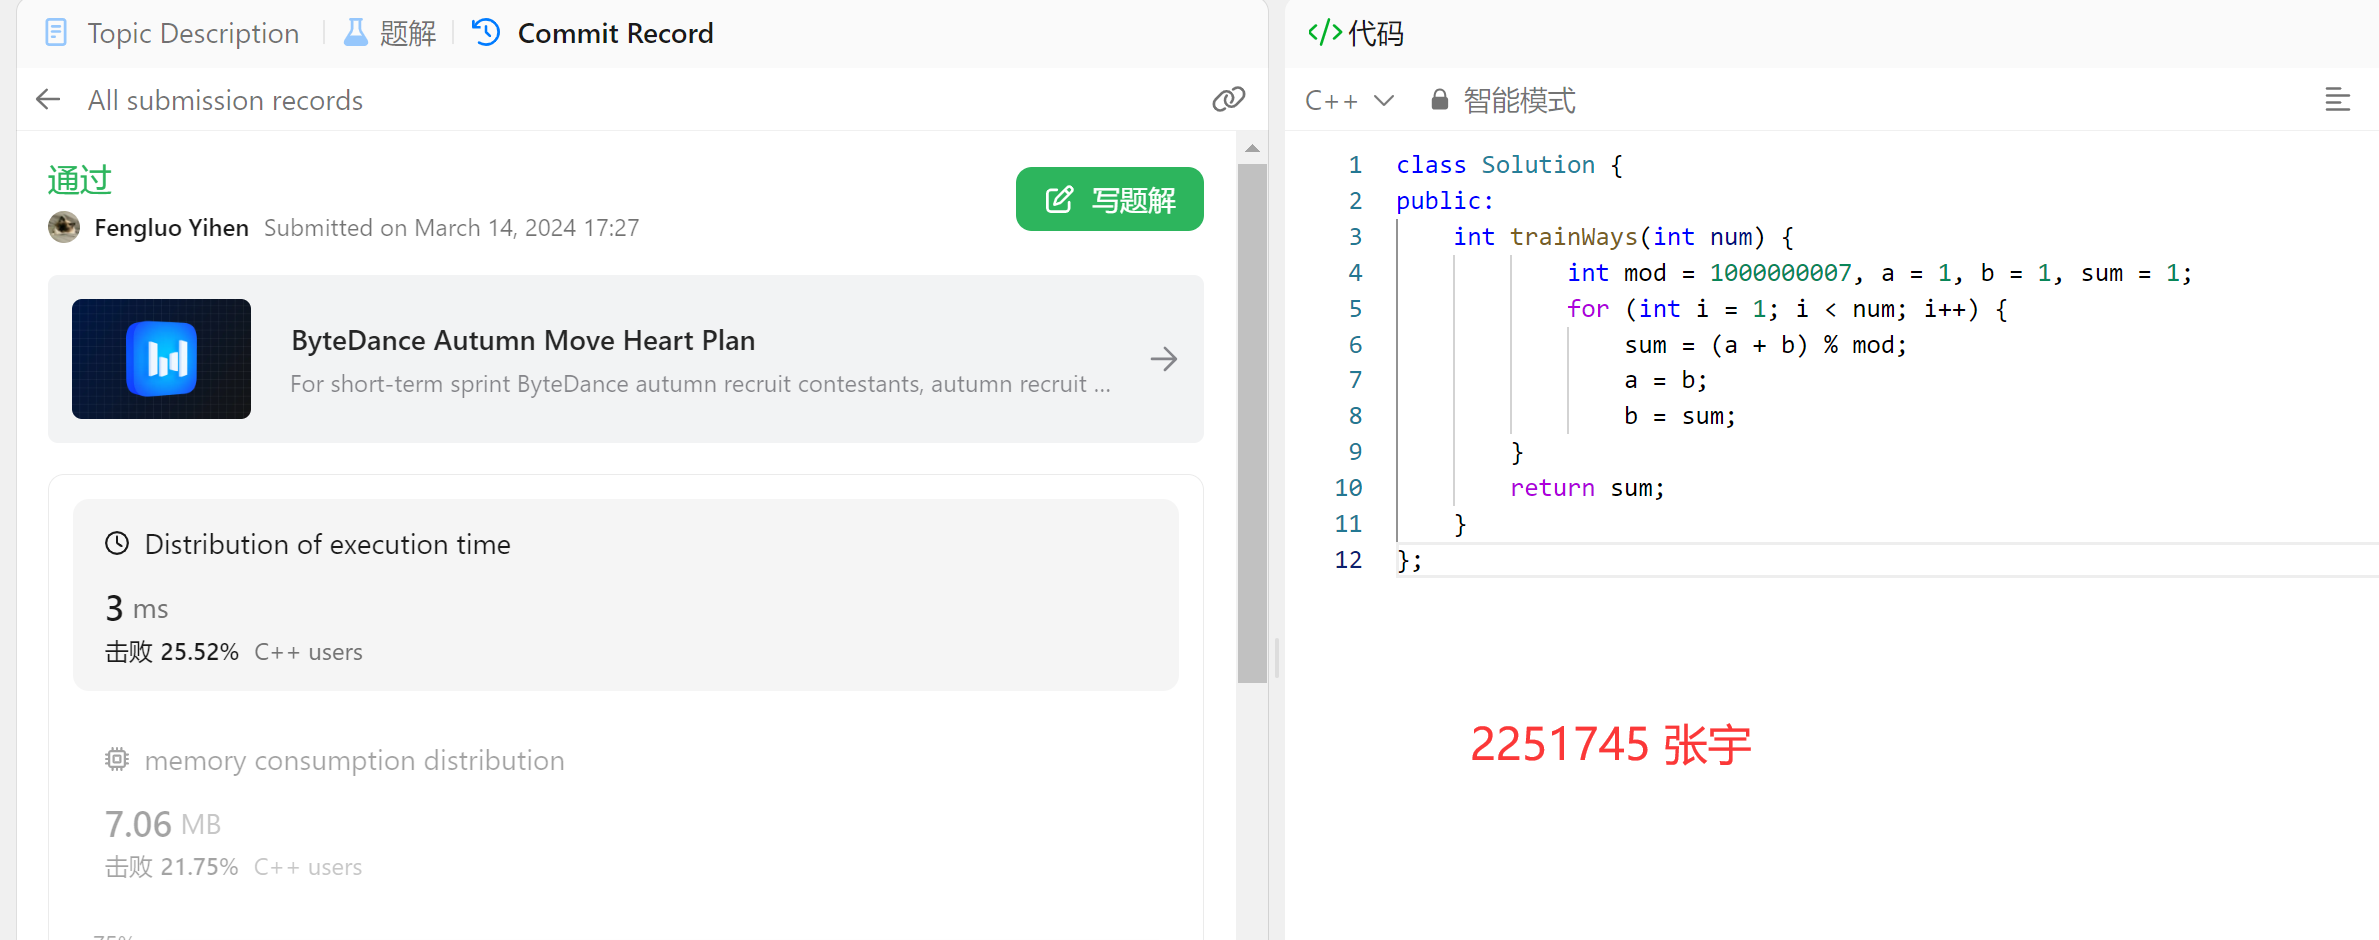 Topic Description 题解 Commit Record
All submission records
通过
写题解
Fengluo Yihen Submitted on March 14, 2024 17:27
ByteDance Autumn Move Heart Plan
For short-term sprint ByteDance autumn recruit contestants, autumn recruit ...
Distribution of execution time
3 ms
击败 25.52% C++ users
memory consumption distribution
7.06 MB
击败 21.75% C++ users
75%
</> 代码
C++ 智能模式
1 class Solution {
2 public:
3 int trainWays(int num) {
4 int mod = 1000000007, a = 1, b = 1, sum = 1;
5 for (int i = 1; i < num; i++) {
6 sum = (a + b) % mod;
7 a = b;
8 b = sum;
9 }
10 return sum;
11 }
12 };
2251745 张宇